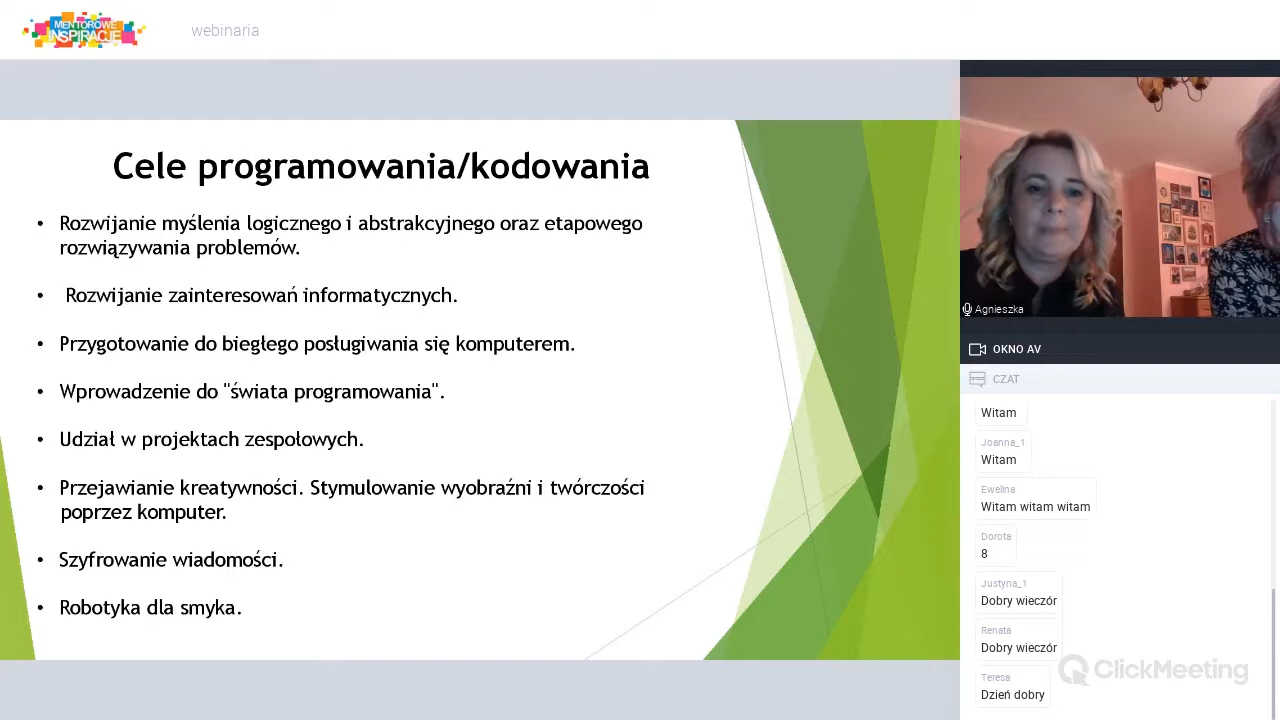 MENTOROWE
INSPIRACJE
webinaria
Cele programowania/kodowania
• Rozwijanie myślenia logicznego i abstrakcyjnego oraz etapowego
rozwiązywania problemów.
• Rozwijanie zainteresowań informatycznych.
• Przygotowanie do biegłego posługiwania się komputerem.
• Wprowadzenie do "świata programowania".
• Udział w projektach zespołowych.
• Przejawianie kreatywności. Stymulowanie wyobraźni i twórczości
poprzez komputer.
• Szyfrowanie wiadomości.
• Robotyka dla smyka.
Agnieszka
OKNO AV
CZAT
Witam
Joanna_1
Witam
Ewelina
Witam witam witam
Dorota
8
Justyna_1
Dobry wieczór
Renata
Dobry wieczór
Teresa
Dzień dobry
ClickMeeting